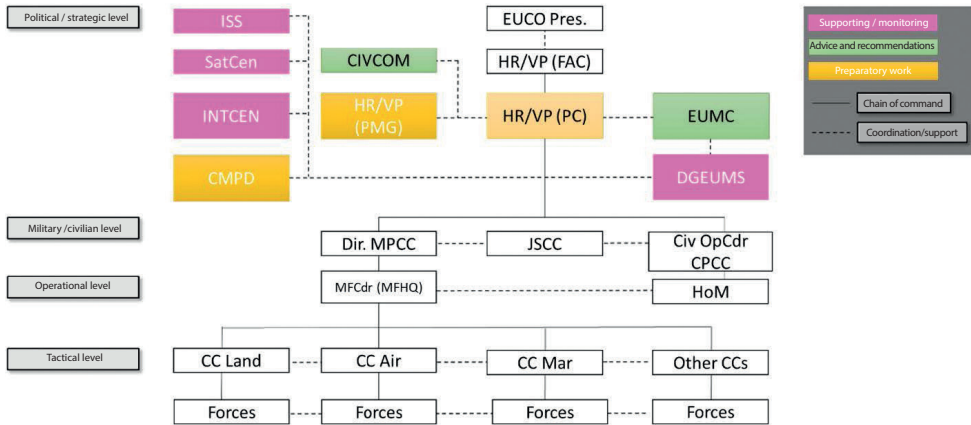 Political / strategic level
ISS
EUCO Pres.
Supporting / monitoring
SatCen
CIVCOM
HR/VP (FAC)
Advice and recommendations
Preparatory work
INTCEN
HR/VP
(PMG)
HR/VP (PC)
EUMC
Chain of command
Coordination/support
CMPD
DGEUMS
Military /civilian level
Dir. MPCC
JSCC
Civ OpCdr
CPCC
Operational level
MFCdr (MFHQ)
HoM
Tactical level
CC Land
CC Air
CC Mar
Other CCs
Forces
Forces
Forces
Forces